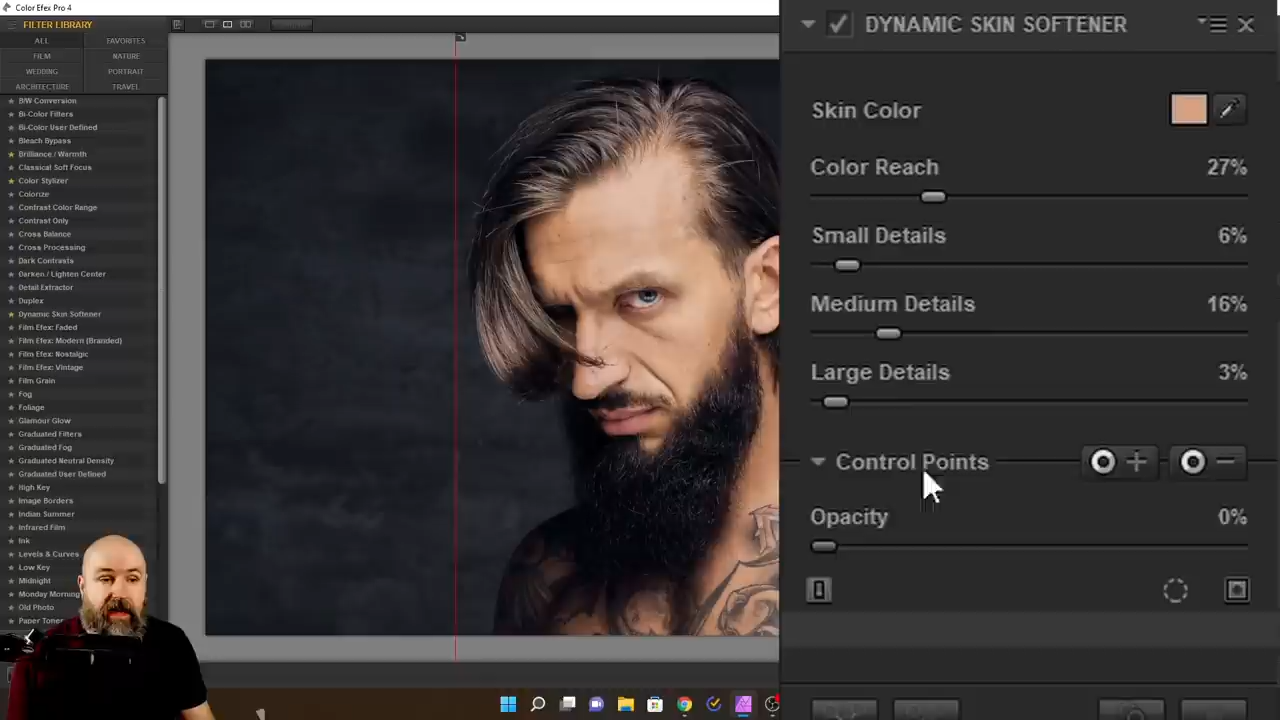 Color Efex Pro 4
FILTER LIBRARY
ALL
FAVORITES
FILM
NATURE
WEDDING
PORTRAIT
ARCHITECTURE
TRAVEL
B/W Conversion
Bi-Color Filters
Bi-Color User Defined
Bleach Bypass
Brilliance / Warmth
Classical Soft Focus
Color Stylizer
Colorize
Contrast Color Range
Contrast Only
Cross Balance
Cross Processing
Dark Contrasts
Darken / Lighten Center
Detail Extractor
Duplex
Dynamic Skin Softener
Film Efex: Faded
Film Efex: Modern (Branded)
Film Efex: Nostalgic
Film Efex: Vintage
Film Grain
Fog
Foliage
Glamour Glow
Graduated Filters
Graduated Fog
Graduated Neutral Density
Graduated User Defined
High Key
Image Borders
Indian Summer
Infrared Film
Ink
Levels & Curves
Low Key
Midnight
Monday Morning
Old Photo
Paper Ton
DYNAMIC SKIN SOFTENER
Skin Color
Color Reach 27%
Small Details 6%
Medium Details 16%
Large Details 3%
Control Points
Opacity 0%